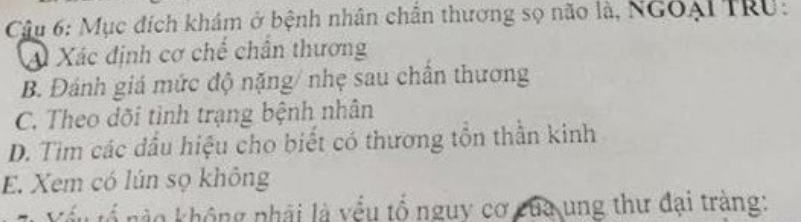 Câu 6: Mục đích khám ở bệnh nhân chấn thương sọ não là, NGOẠI TRỪ:
A. Xác định cơ chế chấn thương
B. Đánh giá mức độ nặng/ nhẹ sau chấn thương
C. Theo dõi tình trạng bệnh nhân
D. Tìm các dấu hiệu cho biết có thương tổn thần kinh
E. Xem có lún sọ không
Yếu tố nào không phải là yếu tố nguy cơ của ung thư đại tràng: